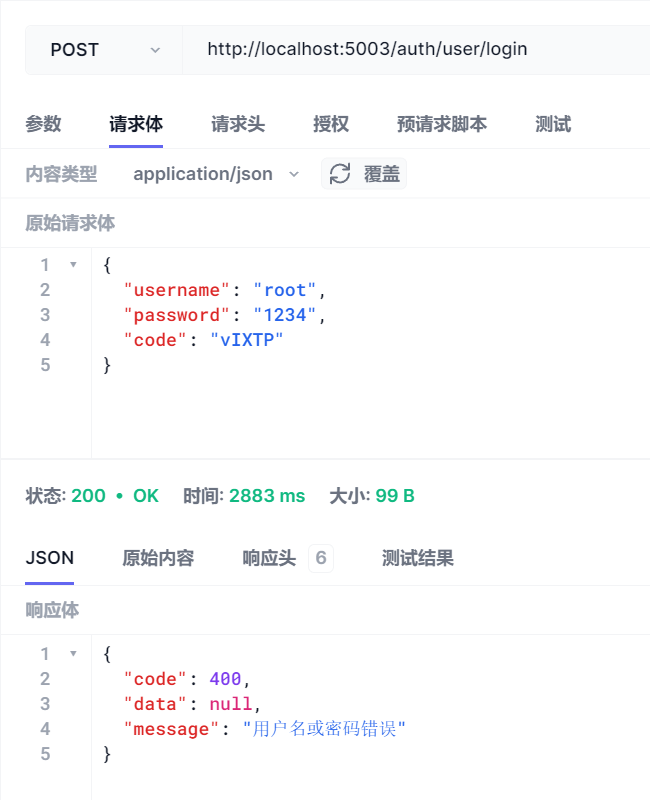 POST http://localhost:5003/auth/user/login
参数 请求体 请求头 授权 预请求脚本 测试
内容类型 application/json 覆盖
原始请求体
1 {
2 "username": "root",
3 "password": "1234",
4 "code": "vIXTP"
5 }
状态: 200 • OK 时间: 2883 ms 大小: 99 B
JSON 原始内容 响应头 6 测试结果
响应体
1 {
2 "code": 400,
3 "data": null,
4 "message": "用户名或密码错误"
5 }